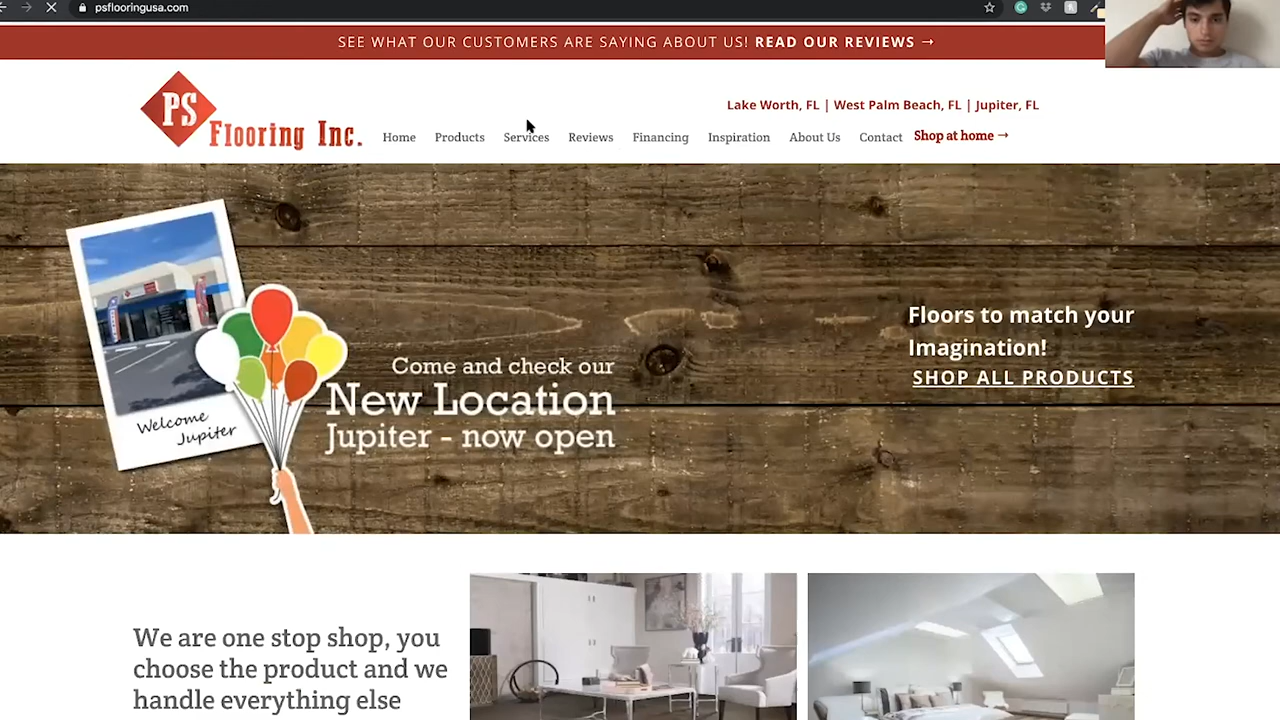 psflooringusa.com
SEE WHAT OUR CUSTOMERS ARE SAYING ABOUT US! READ OUR REVIEWS →
PS
Flooring Inc.
Lake Worth, FL | West Palm Beach, FL | Jupiter, FL
Home Products Services Reviews Financing Inspiration About Us Contact Shop at home →
Welcome
Jupiter
Come and check our
New Location
Jupiter - now open
Floors to match your
Imagination!
SHOP ALL PRODUCTS
We are one stop shop, you
choose the product and we
handle everything else